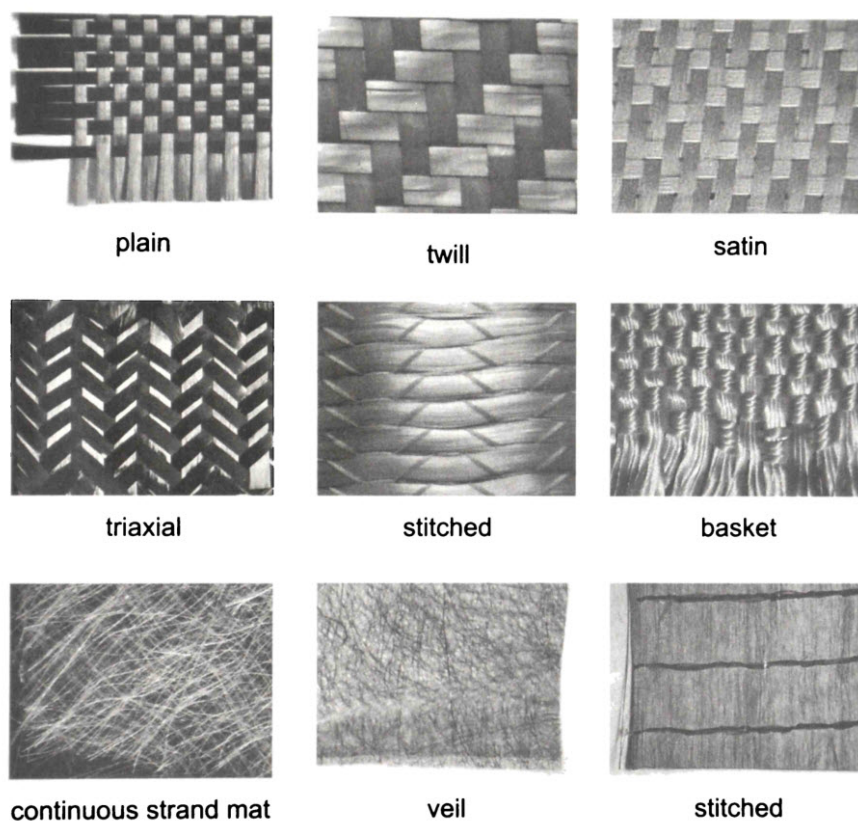 plain
twill
satin
triaxial
stitched
basket
continuous strand mat
veil
stitched